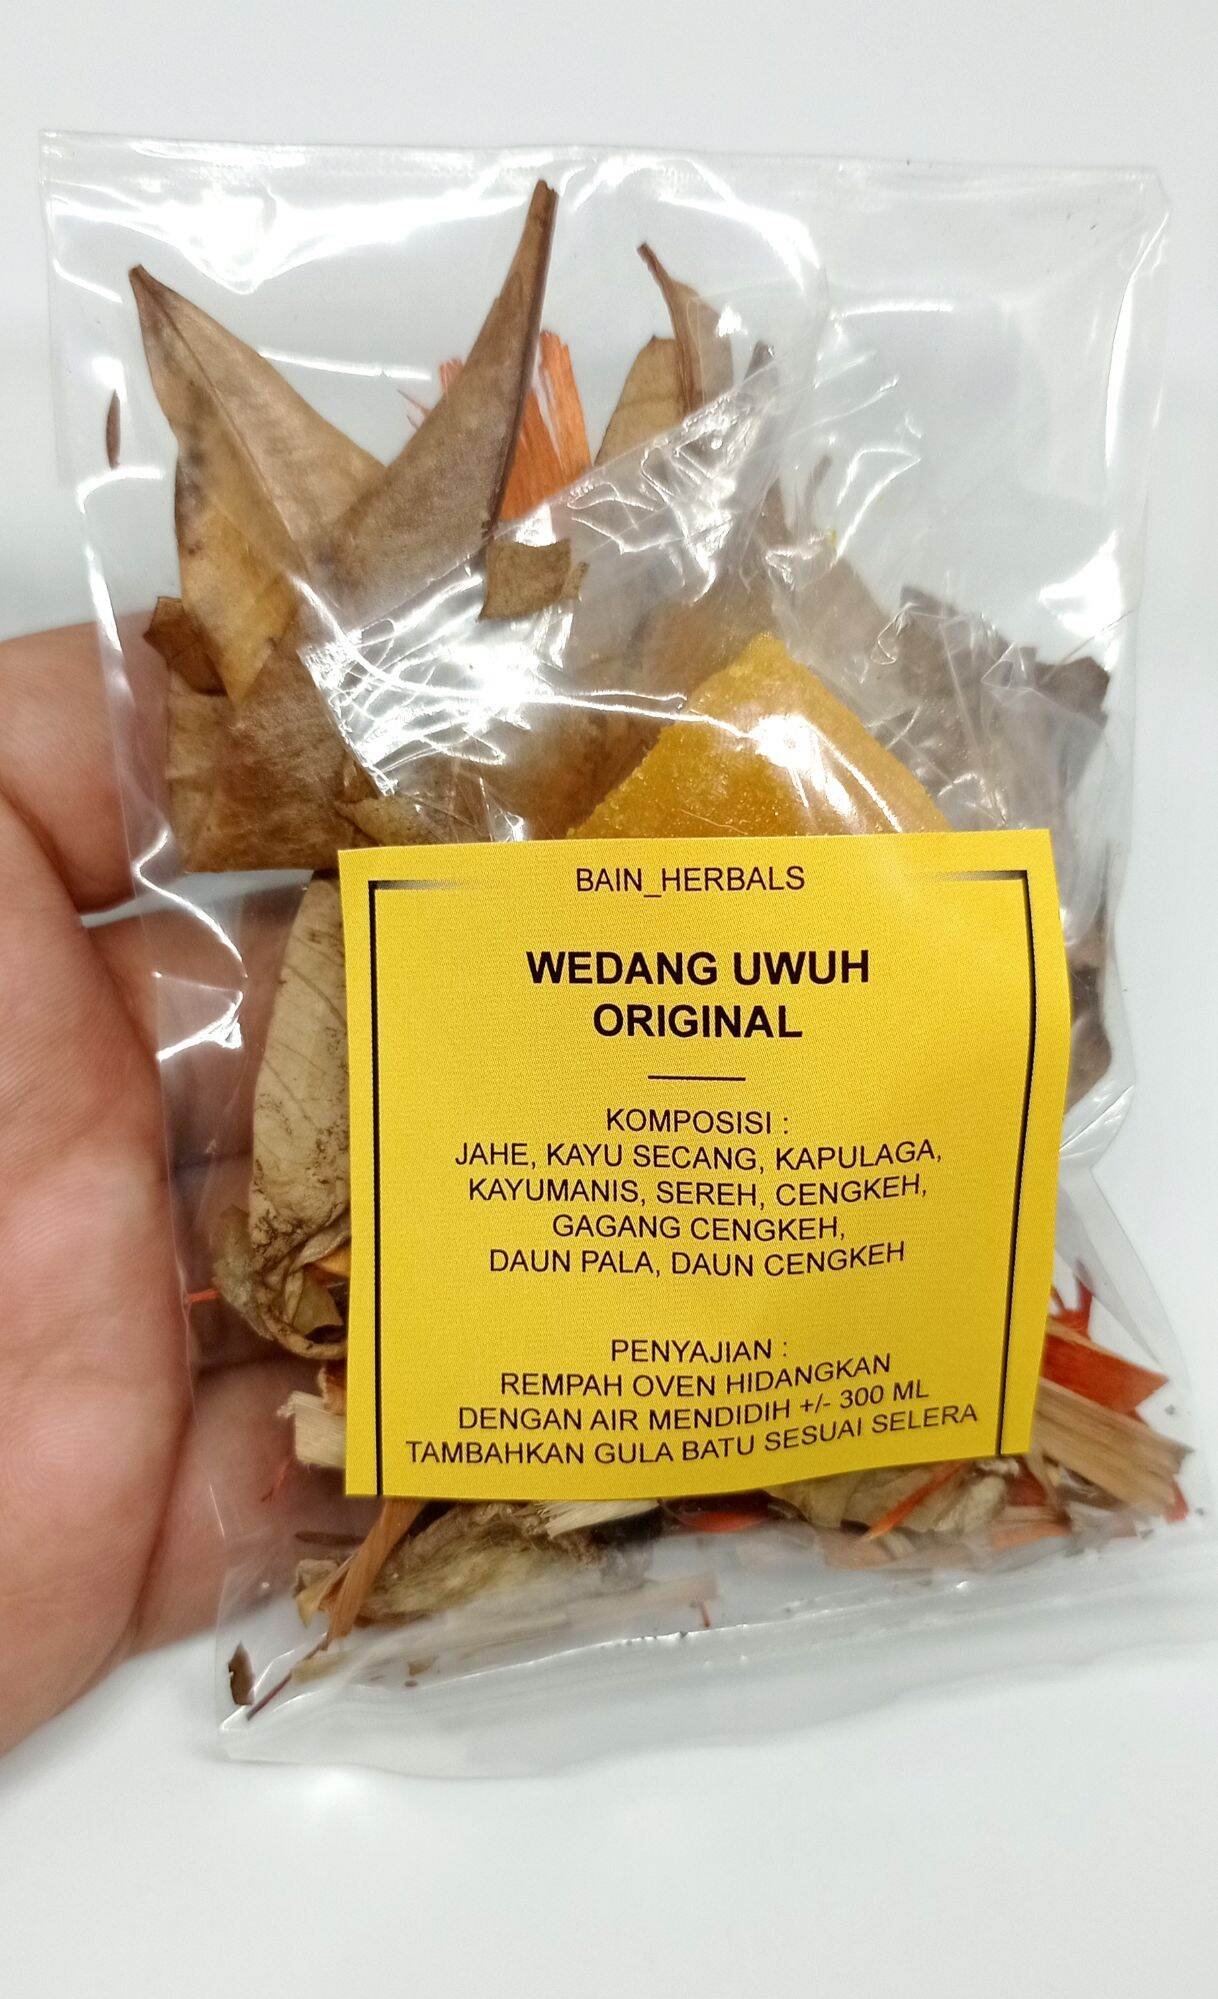 BAIN_HERBALS
WEDANG UWUH
ORIGINAL
KOMPOSISI :
JAHE, KAYU SECANG, KAPULAGA,
KAYUMANIS, SEREH, CENGKEH,
GAGANG CENGKEH,
DAUN PALA, DAUN CENGKEH
PENYAJIAN :
REMPAH OVEN HIDANGKAN
DENGAN AIR MENDIDIH +/- 300 ML
TAMBAHKAN GULA BATU SESUAI SELERA